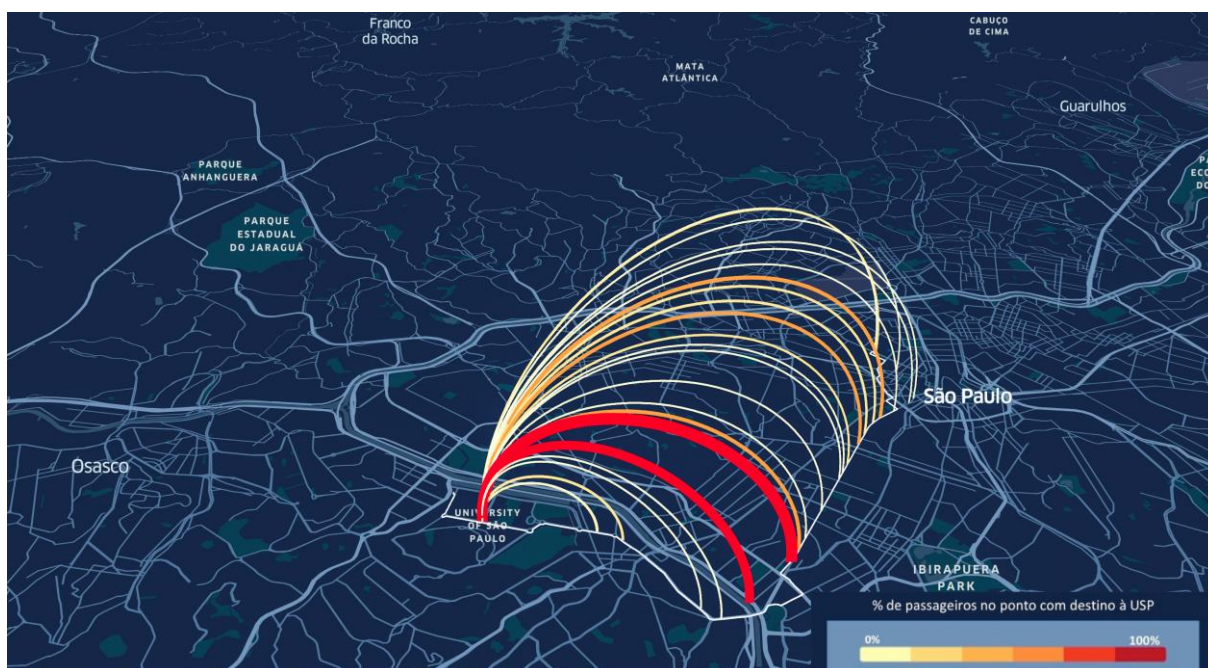 Franco
da Rocha
CABUÇO
DE CIMA
MATA
ATLÂNTICA
Guarulhos
PARQUE
ANHANGUERA
PARQUE
ESTADUAL
DO JARAGUÁ
São Paulo
Osasco
UNIVERSITY
OF SÃO
PAULO
IBIRAPUERA
PARK
% de passageiros no ponto com destino à USP
0%
100%